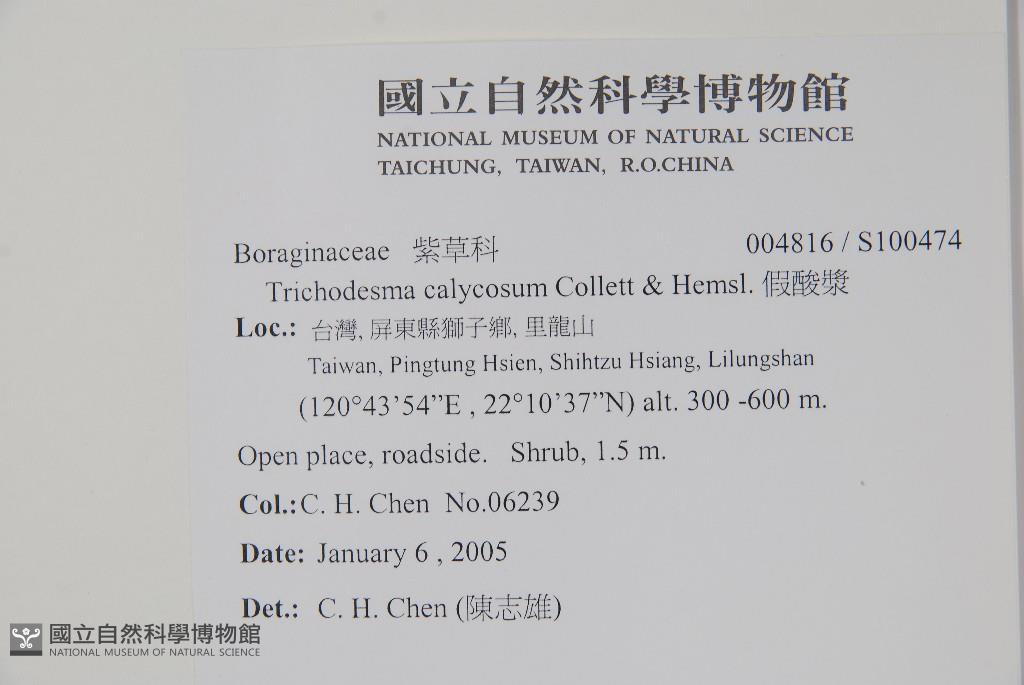 國立自然科學博物館
NATIONAL MUSEUM OF NATURAL SCIENCE
TAICHUNG, TAIWAN, R.O.CHINA
Boraginaceae 紫草科 004816 / S100474
Trichodesma calycosum Collett & Hemsl. 假酸漿
Loc.: 台灣, 屏東縣獅子鄉, 里龍山
Taiwan, Pingtung Hsien, Shihtzu Hsiang, Lilungshan
(120°43’54”E , 22°10’37”N) alt. 300 -600 m.
Open place, roadside. Shrub, 1.5 m.
Col.: C. H. Chen No.06239
Date: January 6 , 2005
Det.: C. H. Chen (陳志雄)
國立自然科學博物館
NATIONAL MUSEUM OF NATURAL SCIENCE